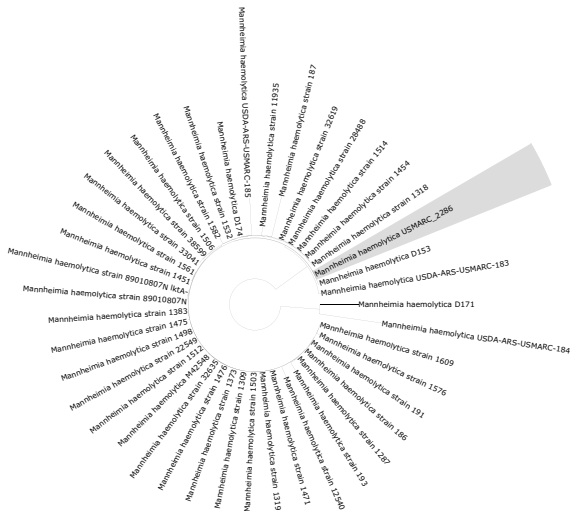 Mannheimia haemolytica USDA-ARS-USMARC-185
Mannheimia haemolytica strain 11935
Mannheimia haemolytica strain 187
Mannheimia haemolytica strain 32619
Mannheimia haemolytica strain 28488
Mannheimia haemolytica strain 1514
Mannheimia haemolytica strain 1454
Mannheimia haemolytica strain 1318
Mannheimia haemolytica USMARC_2286
Mannheimia haemolytica D153
Mannheimia haemolytica USDA-ARS-USMARC-183
Mannheimia haemolytica D171
Mannheimia haemolytica USDA-ARS-USMARC-184
Mannheimia haemolytica strain 1609
Mannheimia haemolytica strain 1576
Mannheimia haemolytica strain 191
Mannheimia haemolytica strain 186
Mannheimia haemolytica strain 1287
Mannheimia haemolytica strain 193
Mannheimia haemolytica strain 12540
Mannheimia haemolytica strain 1471
Mannheimia haemolytica strain 1319
Mannheimia haemolytica strain 1503
Mannheimia haemolytica strain 1309
Mannheimia haemolytica strain 1373
Mannheimia haemolytica strain 1476
Mannheimia haemolytica strain 32635
Mannheimia haemolytica M42548
Mannheimia haemolytica strain 1512
Mannheimia haemolytica strain 22549
Mannheimia haemolytica strain 1498
Mannheimia haemolytica strain 1475
Mannheimia haemolytica strain 1383
Mannheimia haemolytica strain 89010807N
Mannheimia haemolytica strain 89010807N lktA-
Mannheimia haemolytica strain 1451
Mannheimia haemolytica strain 1561
Mannheimia haemolytica strain 33041
Mannheimia haemolytica strain 38599
Mannheimia haemolytica strain 1506
Mannheimia haemolytica strain 1582
Mannheimia haemolytica strain 1532
Mannheimia haemolytica D174